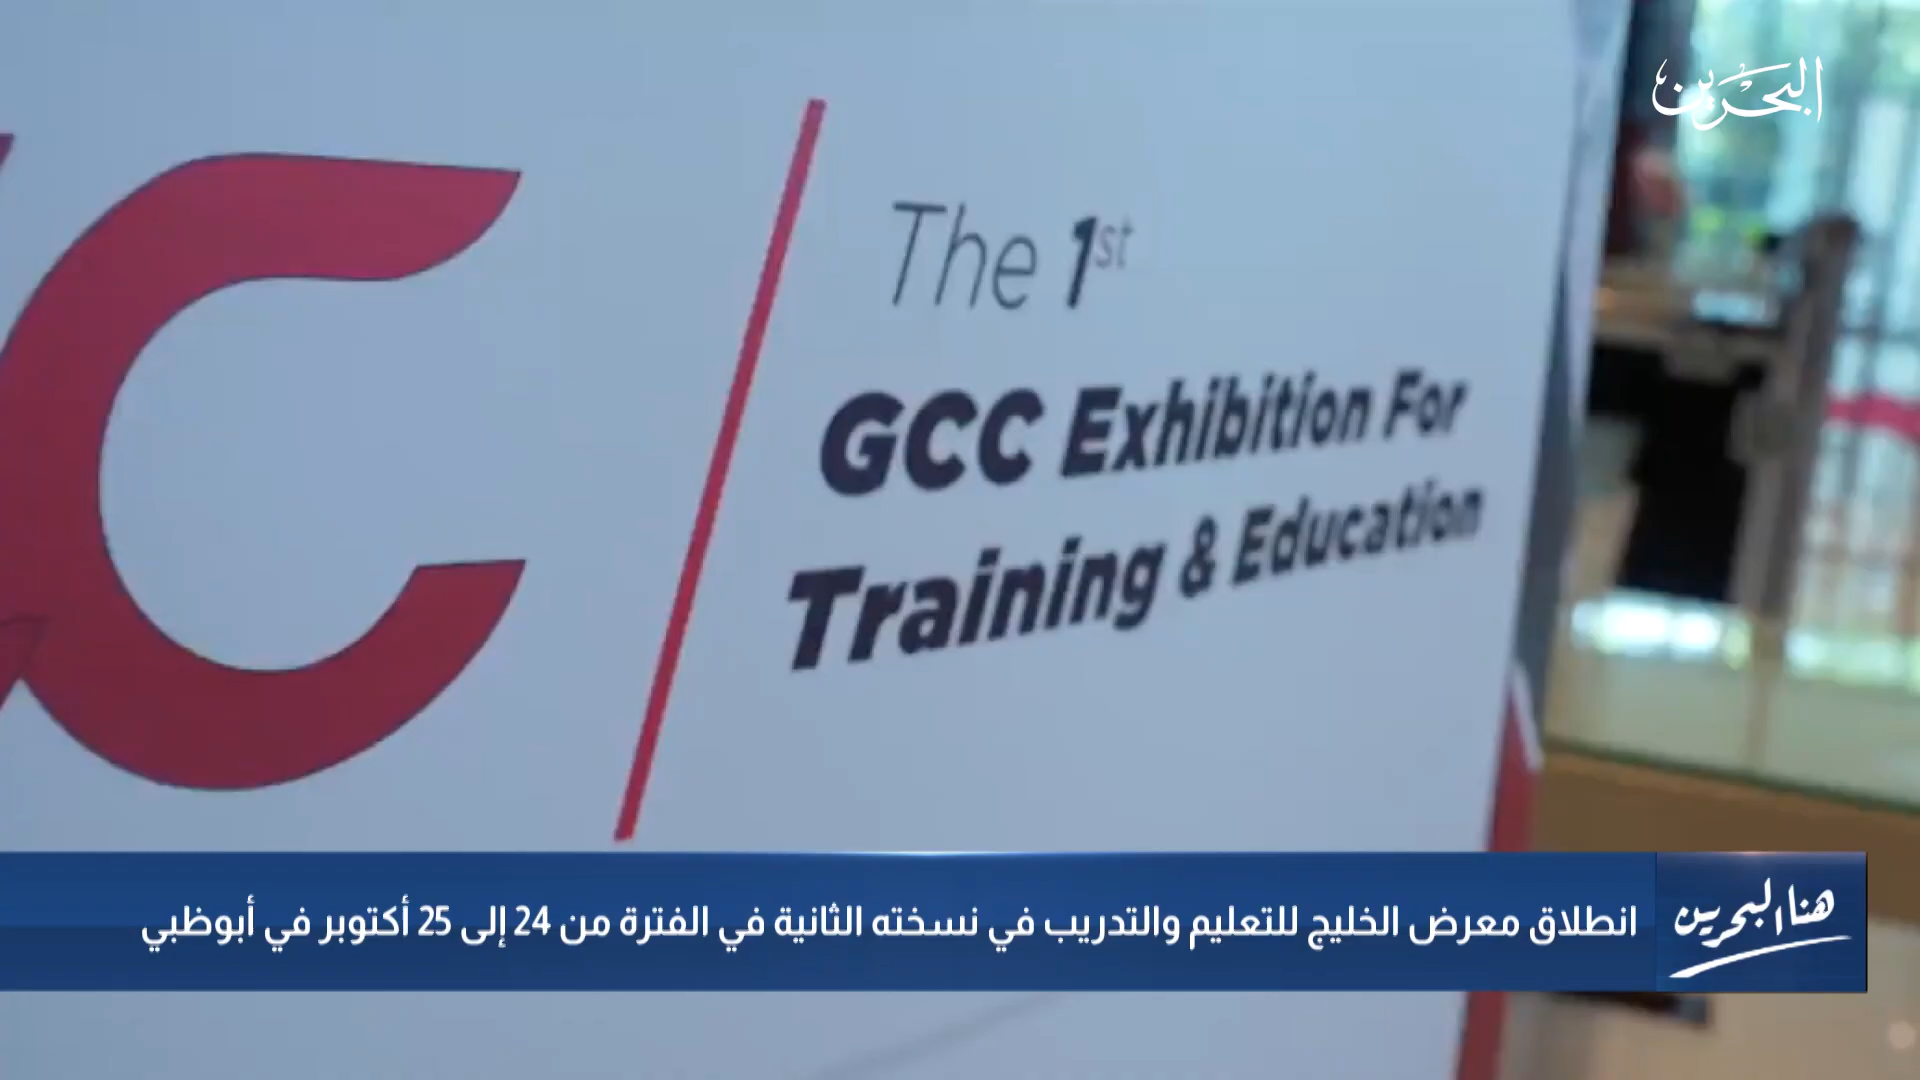 البحرين
The 1st
GCC Exhibition For
Training & Education
هنا البحرين
انطلاق معرض الخليج للتعليم والتدريب في نسخته الثانية في الفترة من 24 إلى 25 أكتوبر في أبوظبي